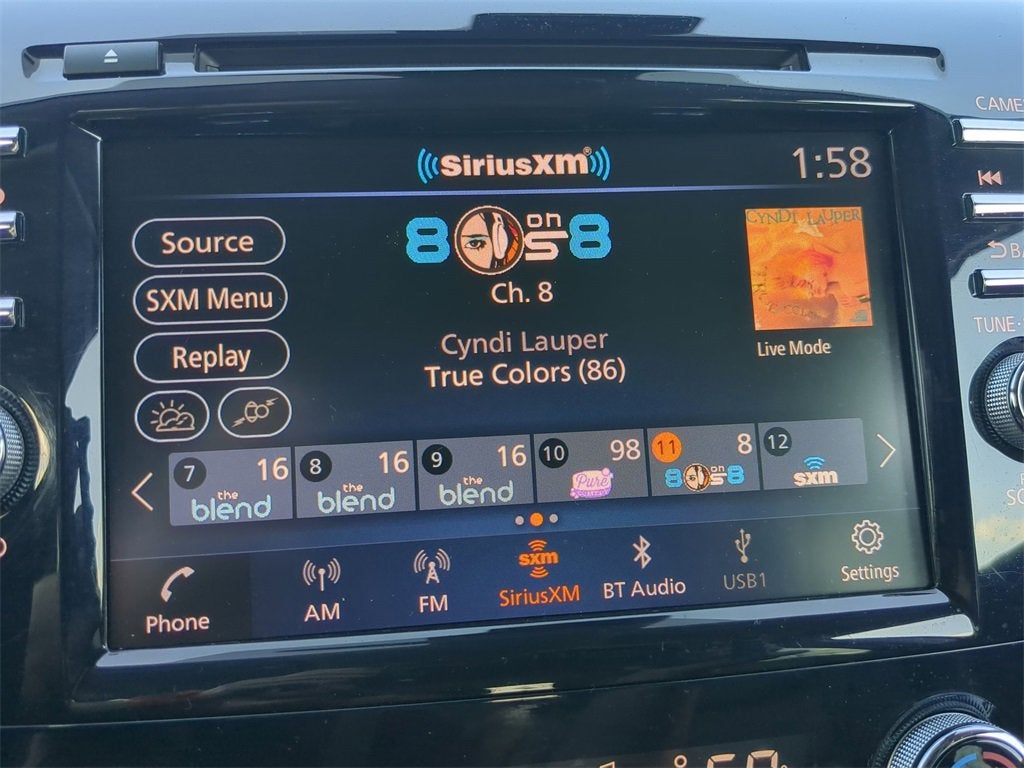 CAME
SiriusXM®
1:58
Source
8 on 8
CYNDI LAUPER
SXM Menu
Ch. 8
Replay
Cyndi Lauper
Live Mode
True Colors (86)
TUNE
7 16 the blend
8 16 the blend
9 16 the blend
10 98 Pure
11 8 8 on 8
12 sxm
Phone
AM
FM
sxm
SiriusXM
BT Audio
USB1
Settings